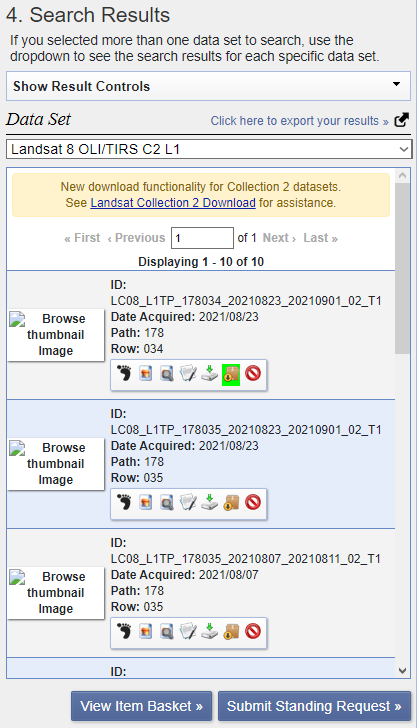 4. Search Results
If you selected more than one data set to search, use the
dropdown to see the search results for each specific data set.
Show Result Controls
Data Set
Click here to export your results »
Landsat 8 OLI/TIRS C2 L1
New download functionality for Collection 2 datasets.
See Landsat Collection 2 Download for assistance.
« First ‹ Previous 1 of 1 Next › Last »
Displaying 1 - 10 of 10
Browse
thumbnail
Image
ID:
LC08_L1TP_178034_20210823_20210901_02_T1
Date Acquired: 2021/08/23
Path: 178
Row: 034
Browse
thumbnail
Image
ID:
LC08_L1TP_178035_20210823_20210901_02_T1
Date Acquired: 2021/08/23
Path: 178
Row: 035
Browse
thumbnail
Image
ID:
LC08_L1TP_178035_20210807_20210811_02_T1
Date Acquired: 2021/08/07
Path: 178
Row: 035
ID:
View Item Basket »
Submit Standing Request »